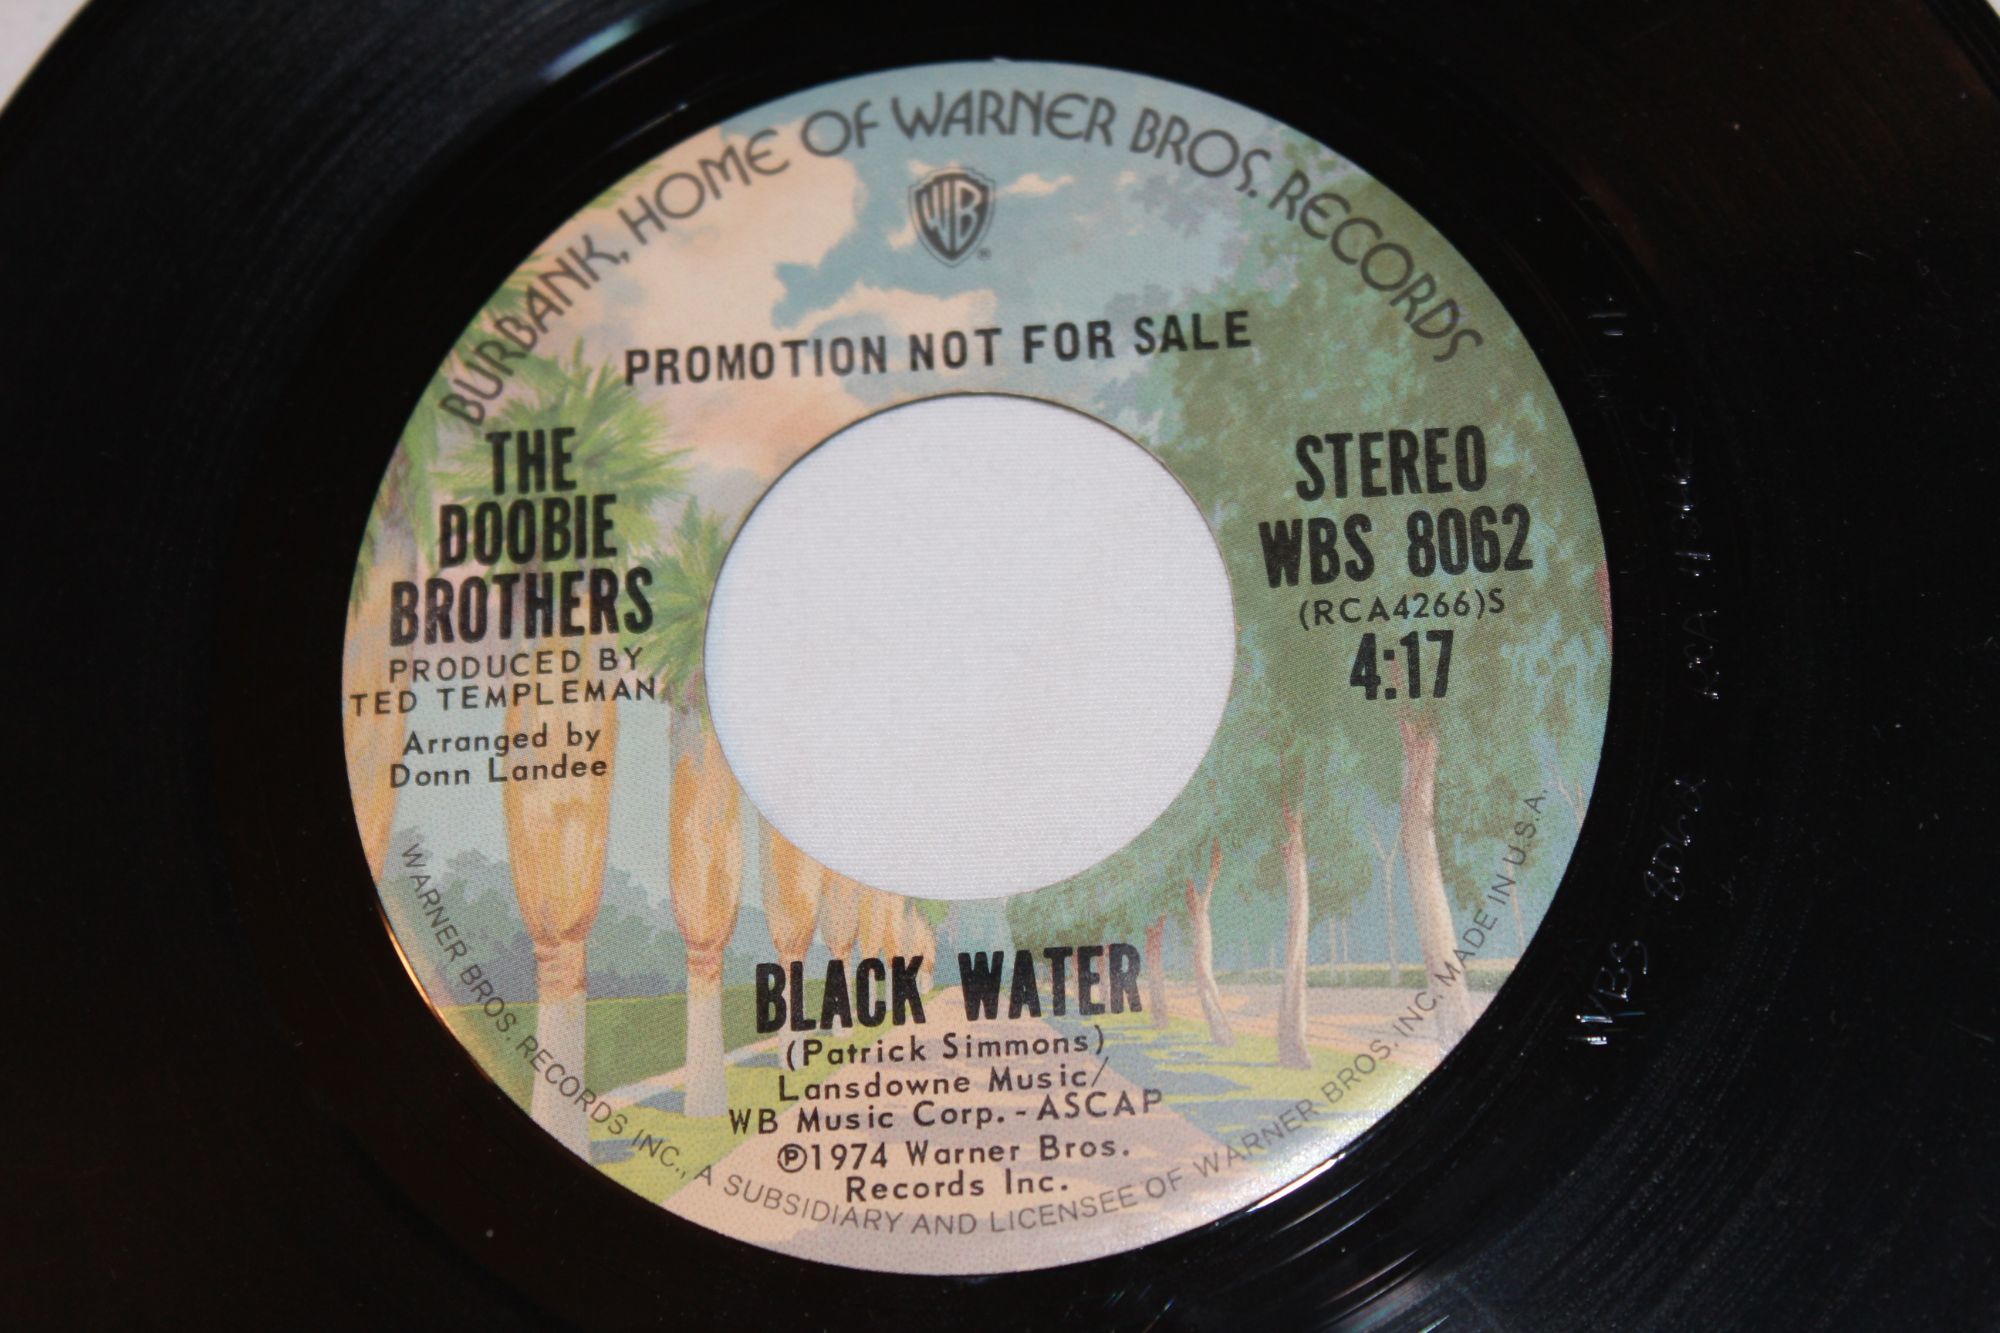 BURBANK, HOME OF WARNER BROS. RECORDS
WB
PROMOTION NOT FOR SALE
THE
DOOBIE
BROTHERS
PRODUCED BY
TED TEMPLEMAN
Arranged by
Donn Landee
STEREO
WBS 8062
(RCA4266)S
4:17
BLACK WATER
(Patrick Simmons)
Lansdowne Music/
WB Music Corp. - ASCAP
℗1974 Warner Bros.
Records Inc.
WARNER BROS. RECORDS INC., A SUBSIDIARY AND LICENSEE OF WARNER BROS. INC. MADE IN U.S.A.
WBS 8062